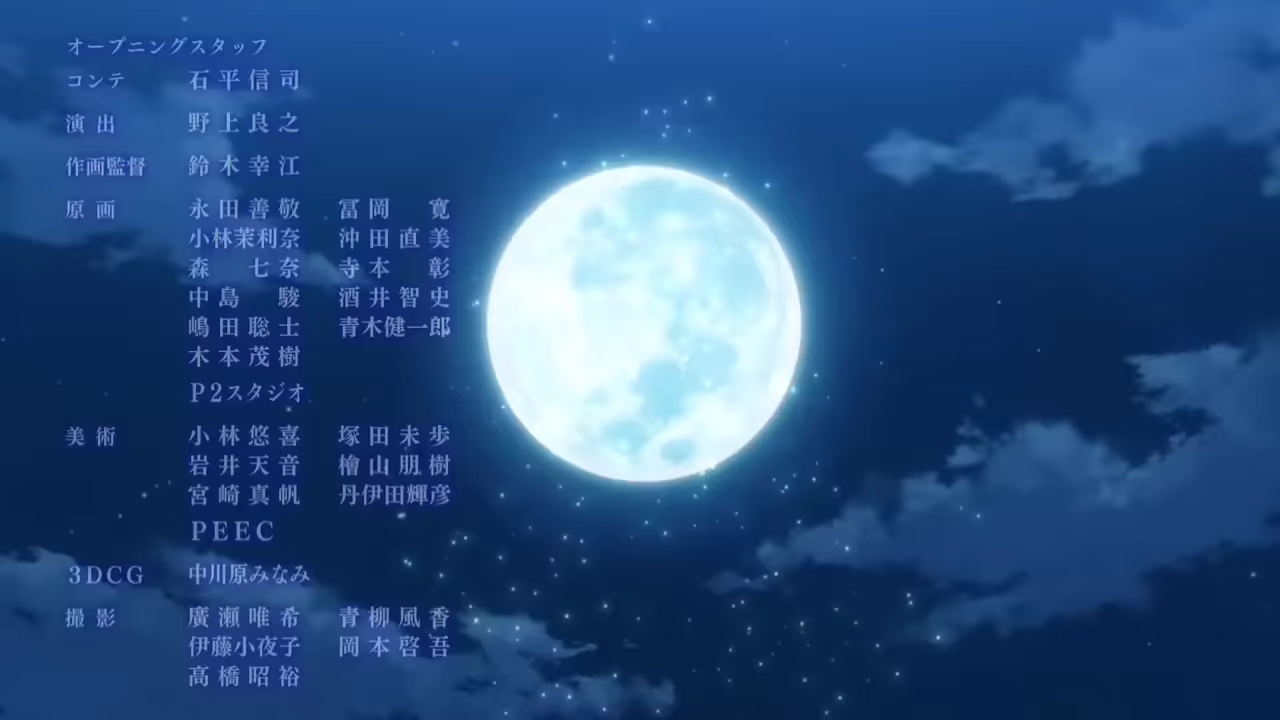 オープニングスタッフ
コンテ 石平信司
演出 野上良之
作画監督 鈴木幸江
原画 永田善敬 冨岡 寛
小林茉利奈 沖田直美
森 七奈 寺本 彰
中島 駿 酒井智史
嶋田聡士 青木健一郎
木本茂樹
P2スタジオ
美術 小林悠喜 塚田未歩
岩井天音 檜山朋樹
宮崎真帆 丹伊田輝彦
PEEC
3DCG 中川原みなみ
撮影 廣瀬唯希 青柳風香
伊藤小夜子 岡本啓吾
高橋昭裕